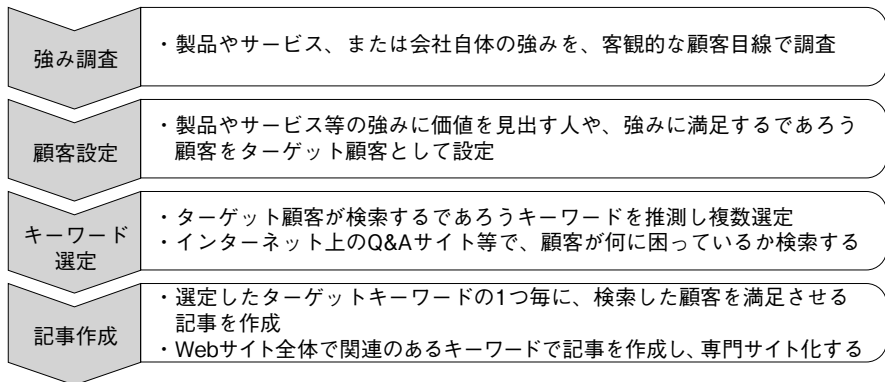 強み調査
・製品やサービス、または会社自体の強みを、客観的な顧客目線で調査
顧客設定
・製品やサービス等の強みに価値を見出す人や、強みに満足するであろう
顧客をターゲット顧客として設定
キーワード
選定
・ターゲット顧客が検索するであろうキーワードを推測し複数選定
・インターネット上のQ&Aサイト等で、顧客が何に困っているか検索する
記事作成
・選定したターゲットキーワードの1つ毎に、検索した顧客を満足させる
記事を作成
・Webサイト全体で関連のあるキーワードで記事を作成し、専門サイト化する